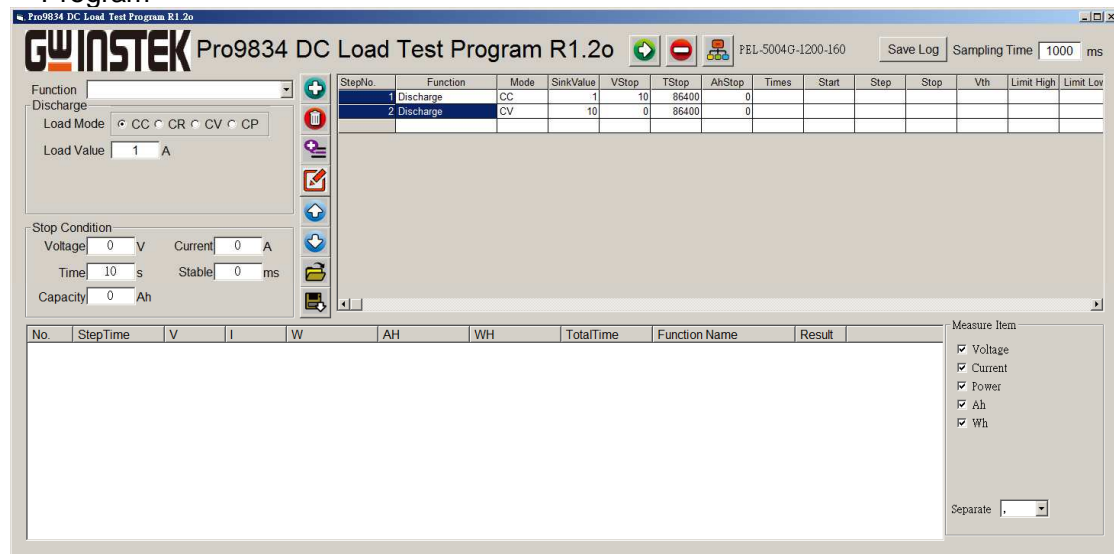 Program
Pro9834 DC Load Test Program R1.2o
GWINSTEK Pro9834 DC Load Test Program R1.2o PEL-5004G-1200-160 Save Log Sampling Time 1000 ms
Function
Discharge
Load Mode CC CR CV CP
Load Value 1 A
Stop Condition
Voltage 0 V Current 0 A
Time 10 s Stable 0 ms
Capacity 0 Ah
StepNo. Function Mode SinkValue VStop TStop AhStop Times Start Step Stop Vth Limit High Limit Low
1 Discharge CC 1 10 86400 0
2 Discharge CV 10 0 86400 0
No. StepTime V I W AH WH TotalTime Function Name Result
Measure Item
Voltage
Current
Power
Ah
Wh
Separate ,